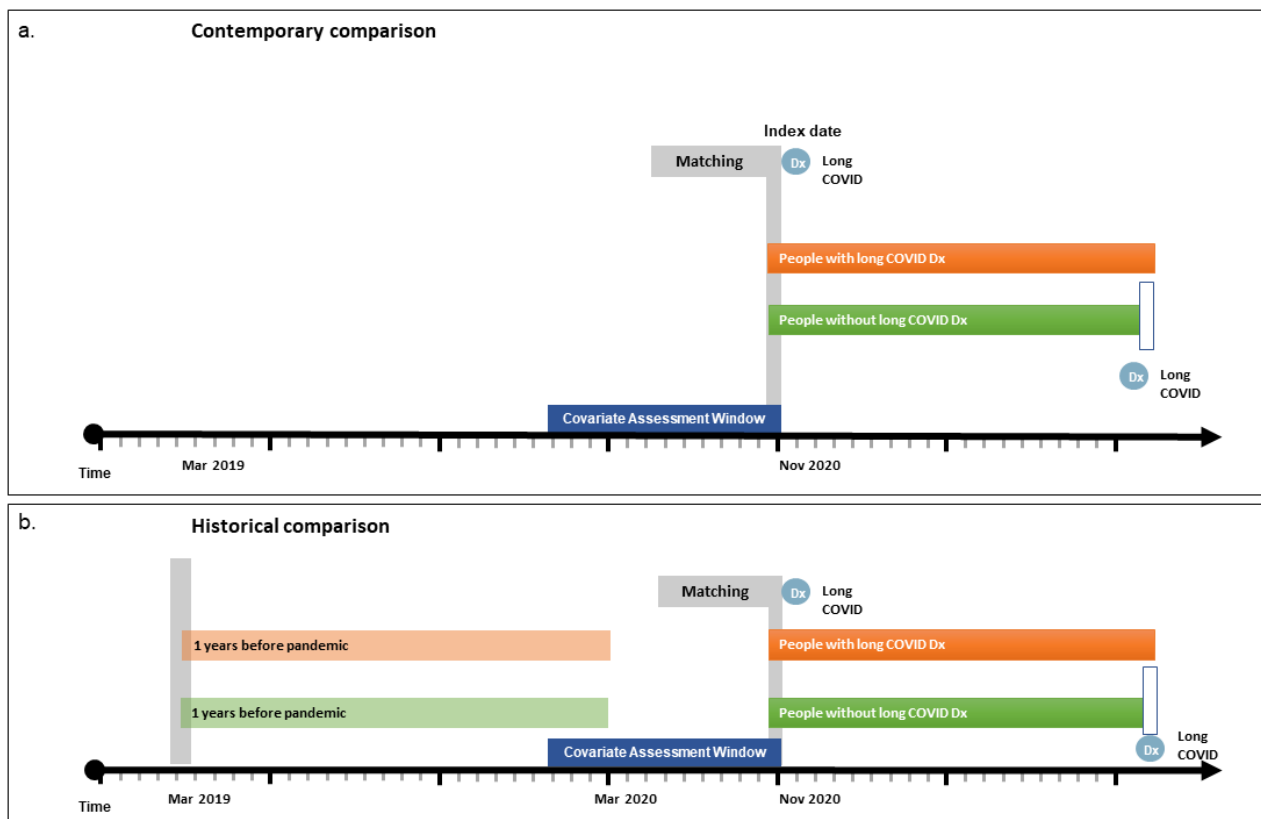 a.
Contemporary comparison
Index date
Matching
Dx
Long
COVID
People with long COVID Dx
People without long COVID Dx
Dx
Long
COVID
Covariate Assessment Window
Time
Mar 2019
Nov 2020
b.
Historical comparison
Matching
Dx
Long
COVID
1 years before pandemic
People with long COVID Dx
1 years before pandemic
People without long COVID Dx
Covariate Assessment Window
Dx
Long
COVID
Time
Mar 2019
Mar 2020
Nov 2020